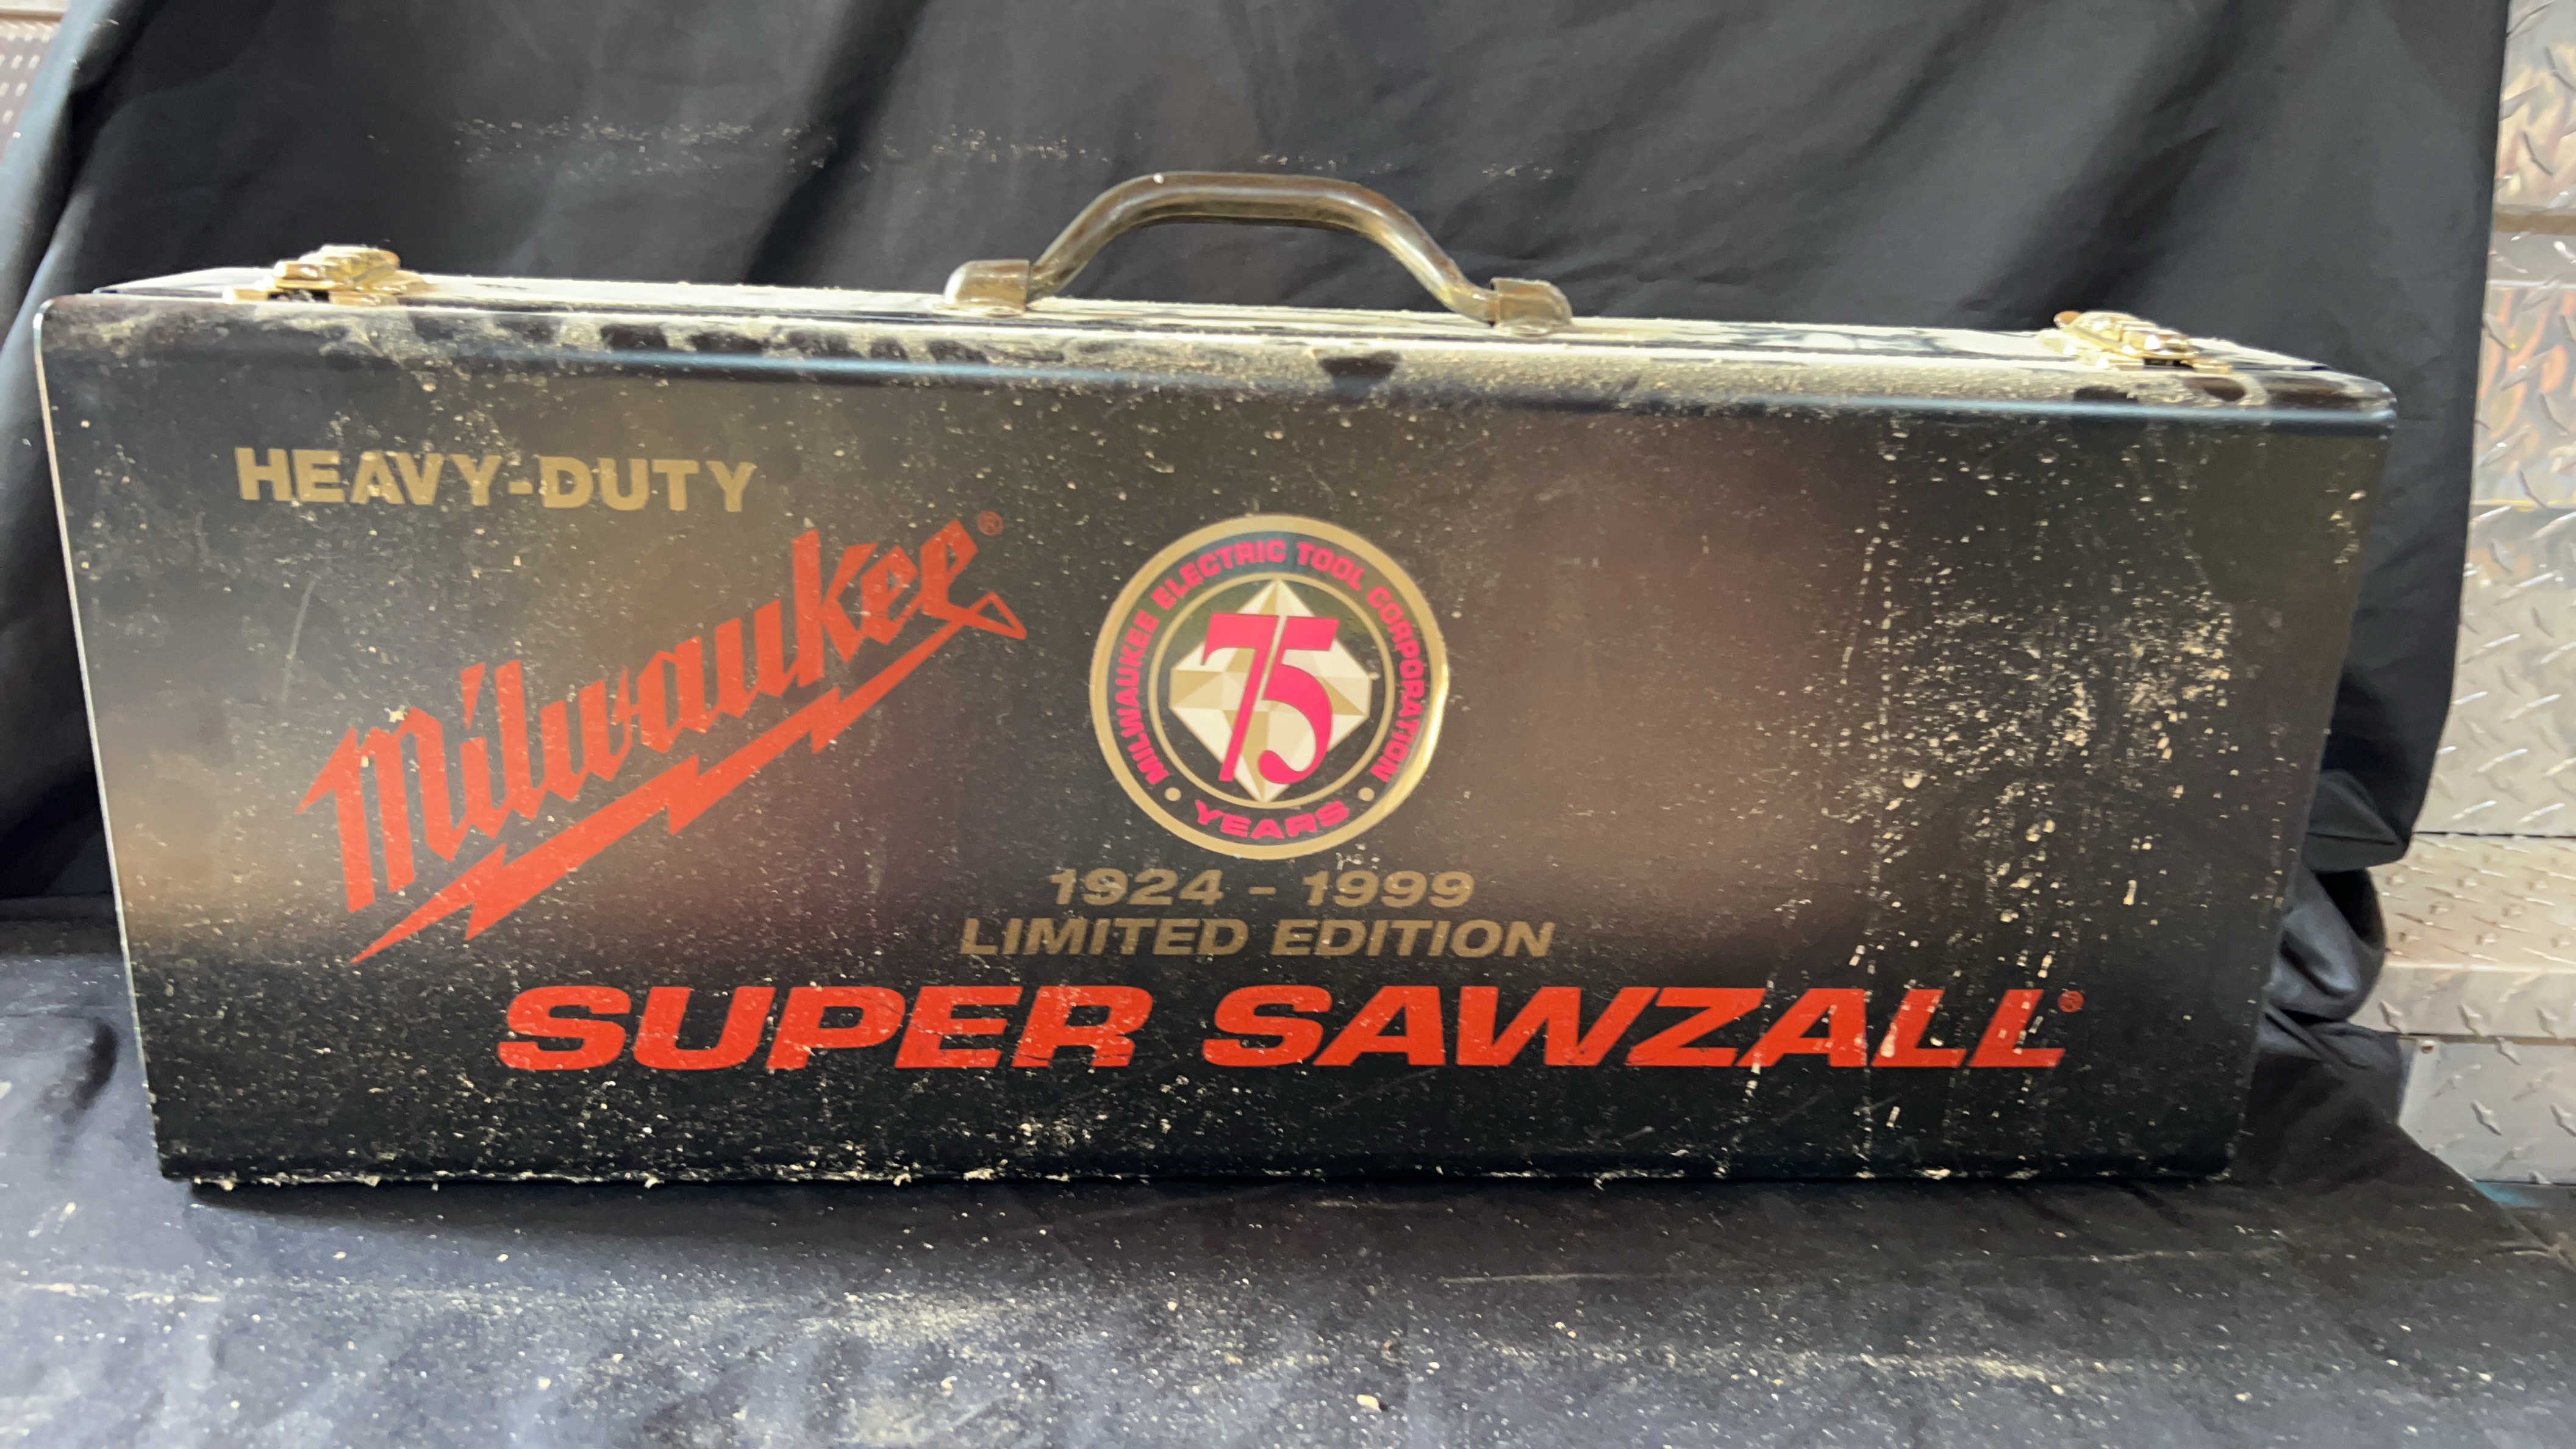 HEAVY-DUTY
Milwaukee®
MILWAUKEE ELECTRIC TOOL CORPORATION
75
• YEARS •
1924 - 1999
LIMITED EDITION
SUPER SAWZALL®